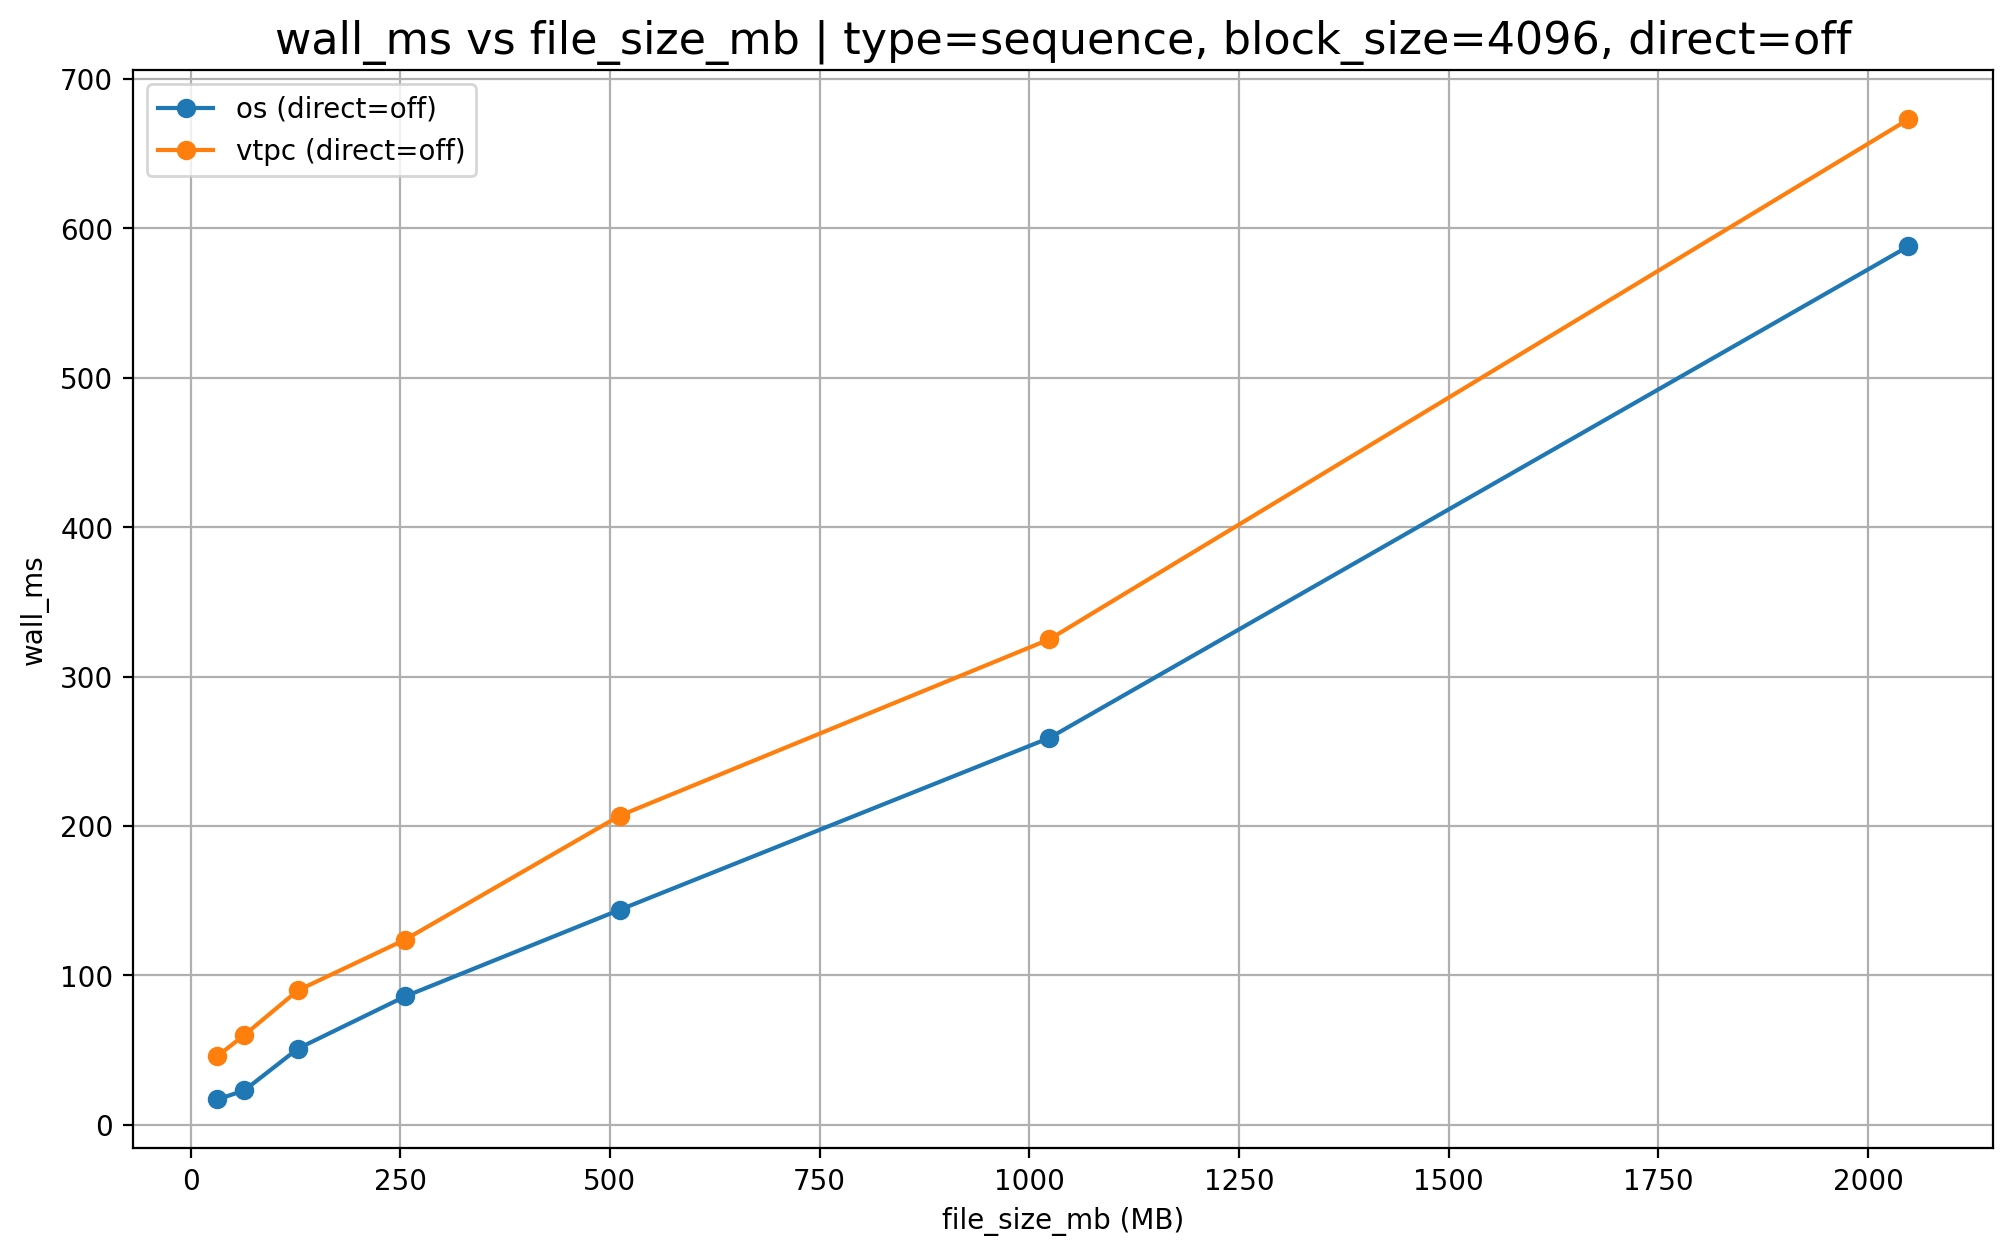 wall_ms vs file_size_mb | type=sequence, block_size=4096, direct=off
700
600
500
400
300
200
100
0
wall_ms
os (direct=off)
vtpc (direct=off)
0 250 500 750 1000 1250 1500 1750 2000
file_size_mb (MB)